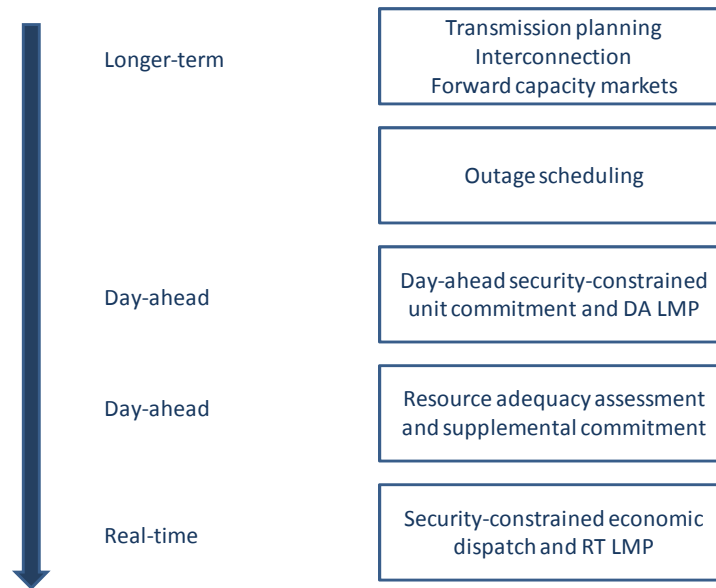 Longer-term
Transmission planning
Interconnection
Forward capacity markets
Outage scheduling
Day-ahead
Day-ahead security-constrained
unit commitment and DA LMP
Day-ahead
Resource adequacy assessment
and supplemental commitment
Real-time
Security-constrained economic
dispatch and RT LMP